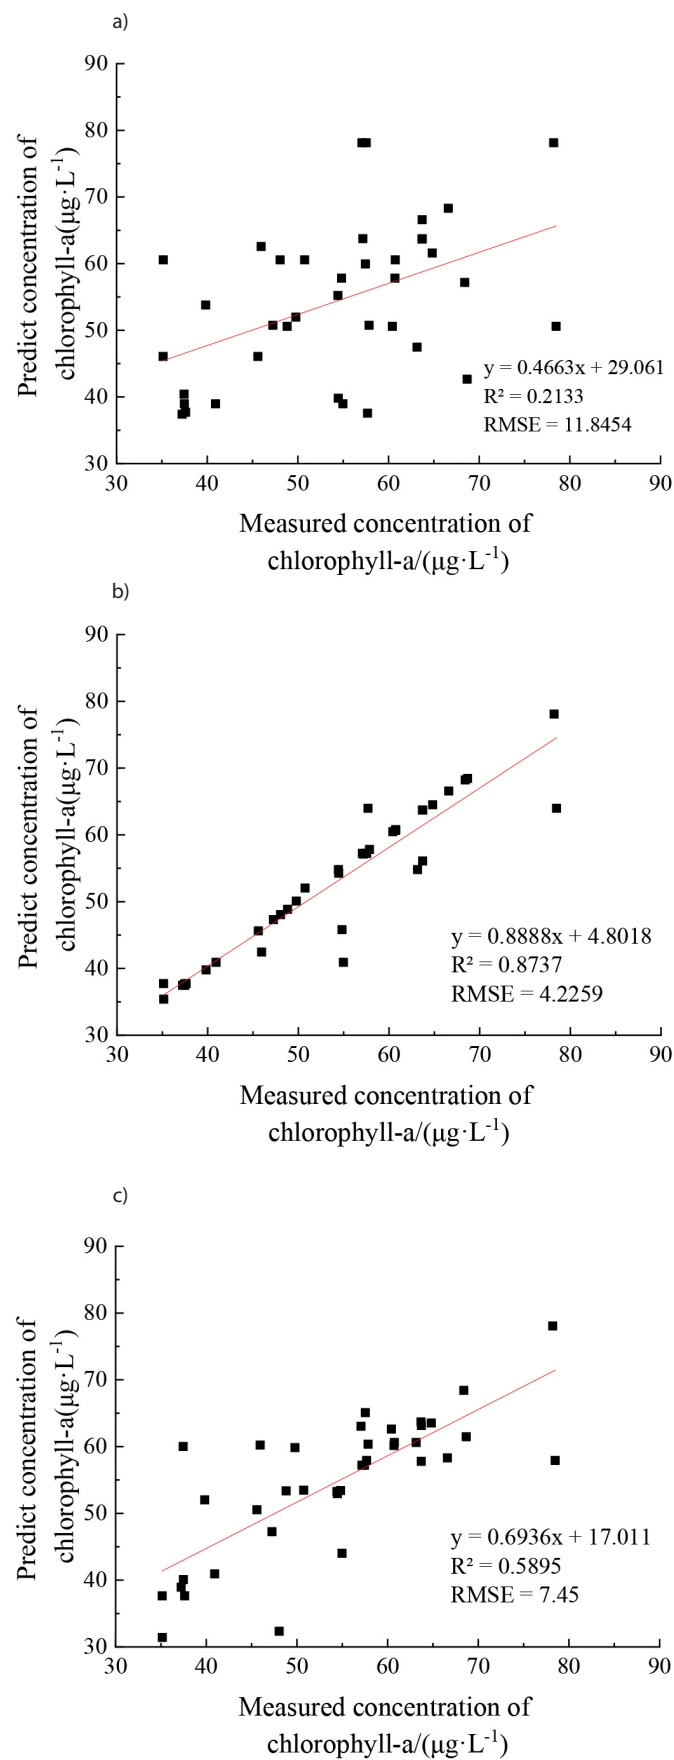 a)
Predict concentration of
chlorophyll-a(μg·L⁻¹)
90
80
70
60
50
40
30
y = 0.4663x + 29.061
R² = 0.2133
RMSE = 11.8454
30 40 50 60 70 80 90
Measured concentration of
chlorophyll-a/(μg·L⁻¹)
b)
Predict concentration of
chlorophyll-a(μg·L⁻¹)
90
80
70
60
50
40
30
y = 0.8888x + 4.8018
R² = 0.8737
RMSE = 4.2259
30 40 50 60 70 80 90
Measured concentration of
chlorophyll-a/(μg·L⁻¹)
c)
Predict concentration of
chlorophyll-a(μg·L⁻¹)
90
80
70
60
50
40
30
y = 0.6936x + 17.011
R² = 0.5895
RMSE = 7.45
30 40 50 60 70 80 90
Measured concentration of
chlorophyll-a/(μg·L⁻¹)